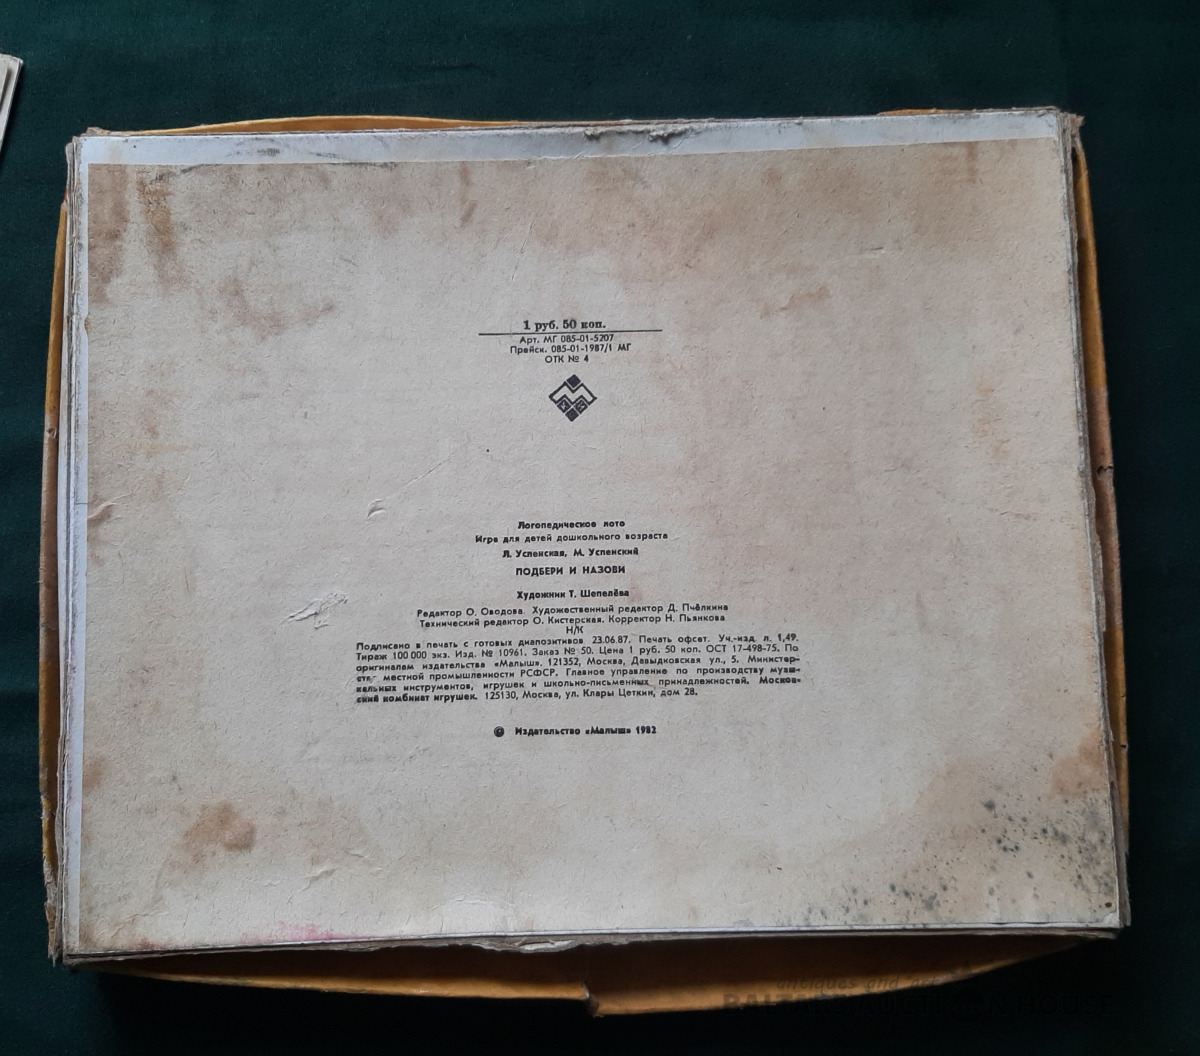 1 руб. 50 коп.
Арт. МГ 085-01-5207
Прейск. 085-01-1987/1 МГ
ОТК № 4
Логопедическое лото
Игра для детей дошкольного возраста
Л. Успенская, М. Успенский
ПОДБЕРИ И НАЗОВИ
Художник Т. Шепелёва
Редактор О. Оводова. Художественный редактор Д. Пчёлкина
Технический редактор О. Кистерская. Корректор Н. Пьянкова
Н/К
Подписано в печать с готовых диапозитивов 23.06.87. Печать офсет. Уч.-изд. л. 1,49.
Тираж 100 000 экз. Изд. № 10961. Заказ № 50. Цена 1 руб. 50 коп. ОСТ 17-498-75. По
оригиналам издательства «Малыш». 121352, Москва, Давыдковская ул., 5. Министер-
ство местной промышленности РСФСР. Главное управление по производству музы-
кальных инструментов, игрушек и школьно-письменных принадлежностей. Москов-
ский комбинат игрушек. 125130, Москва, ул. Клары Цеткин, дом 28.
© Издательство «Малыш» 1982
antiques and art
AUCTION HOUSE